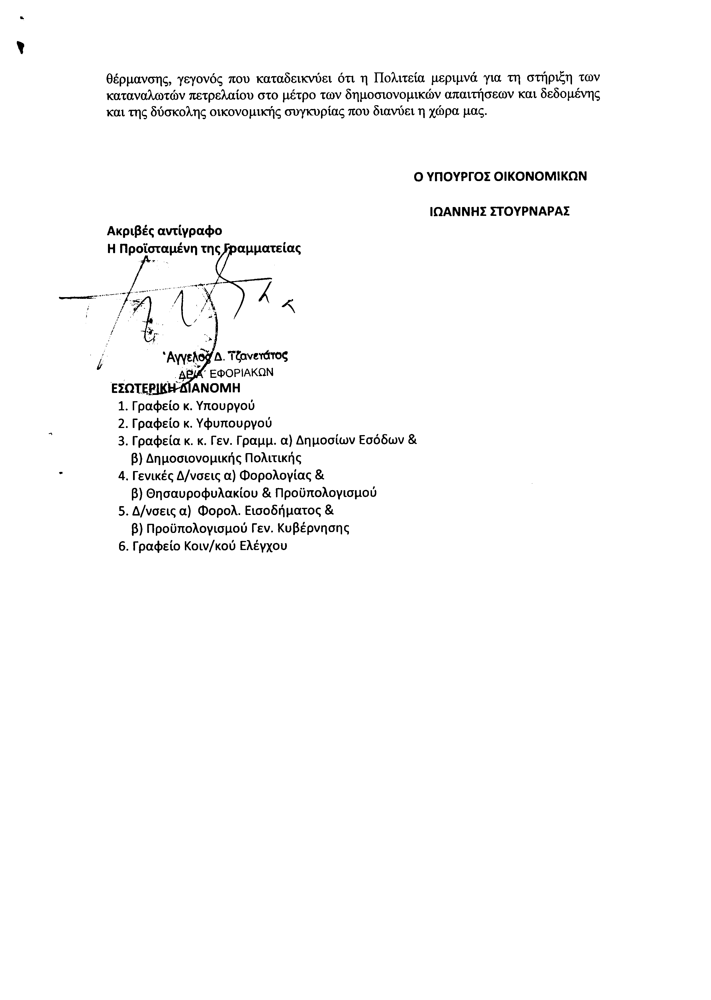 θέρμανσης, γεγονός που καταδεικνύει ότι η Πολιτεία μεριμνά για τη στήριξη των
καταναλωτών πετρελαίου στο μέτρο των δημοσιονομικών απαιτήσεων και δεδομένης
και της δύσκολης οικονομικής συγκυρίας που διανύει η χώρα μας.
Ο ΥΠΟΥΡΓΟΣ ΟΙΚΟΝΟΜΙΚΩΝ
ΙΩΑΝΝΗΣ ΣΤΟΥΡΝΑΡΑΣ
Ακριβές αντίγραφο
Η Προϊσταμένη της Γραμματείας
Άγγελος Δ. Τζανετάτος
ΔΕ/Α΄ ΕΦΟΡΙΑΚΩΝ
ΕΣΩΤΕΡΙΚΗ ΔΙΑΝΟΜΗ
1. Γραφείο κ. Υπουργού
2. Γραφείο κ. Υφυπουργού
3. Γραφεία κ. κ. Γεν. Γραμμ. α) Δημοσίων Εσόδων &
β) Δημοσιονομικής Πολιτικής
4. Γενικές Δ/νσεις α) Φορολογίας &
β) Θησαυροφυλακίου & Προϋπολογισμού
5. Δ/νσεις α) Φορολ. Εισοδήματος &
β) Προϋπολογισμού Γεν. Κυβέρνησης
6. Γραφείο Κοιν/κού Ελέγχου